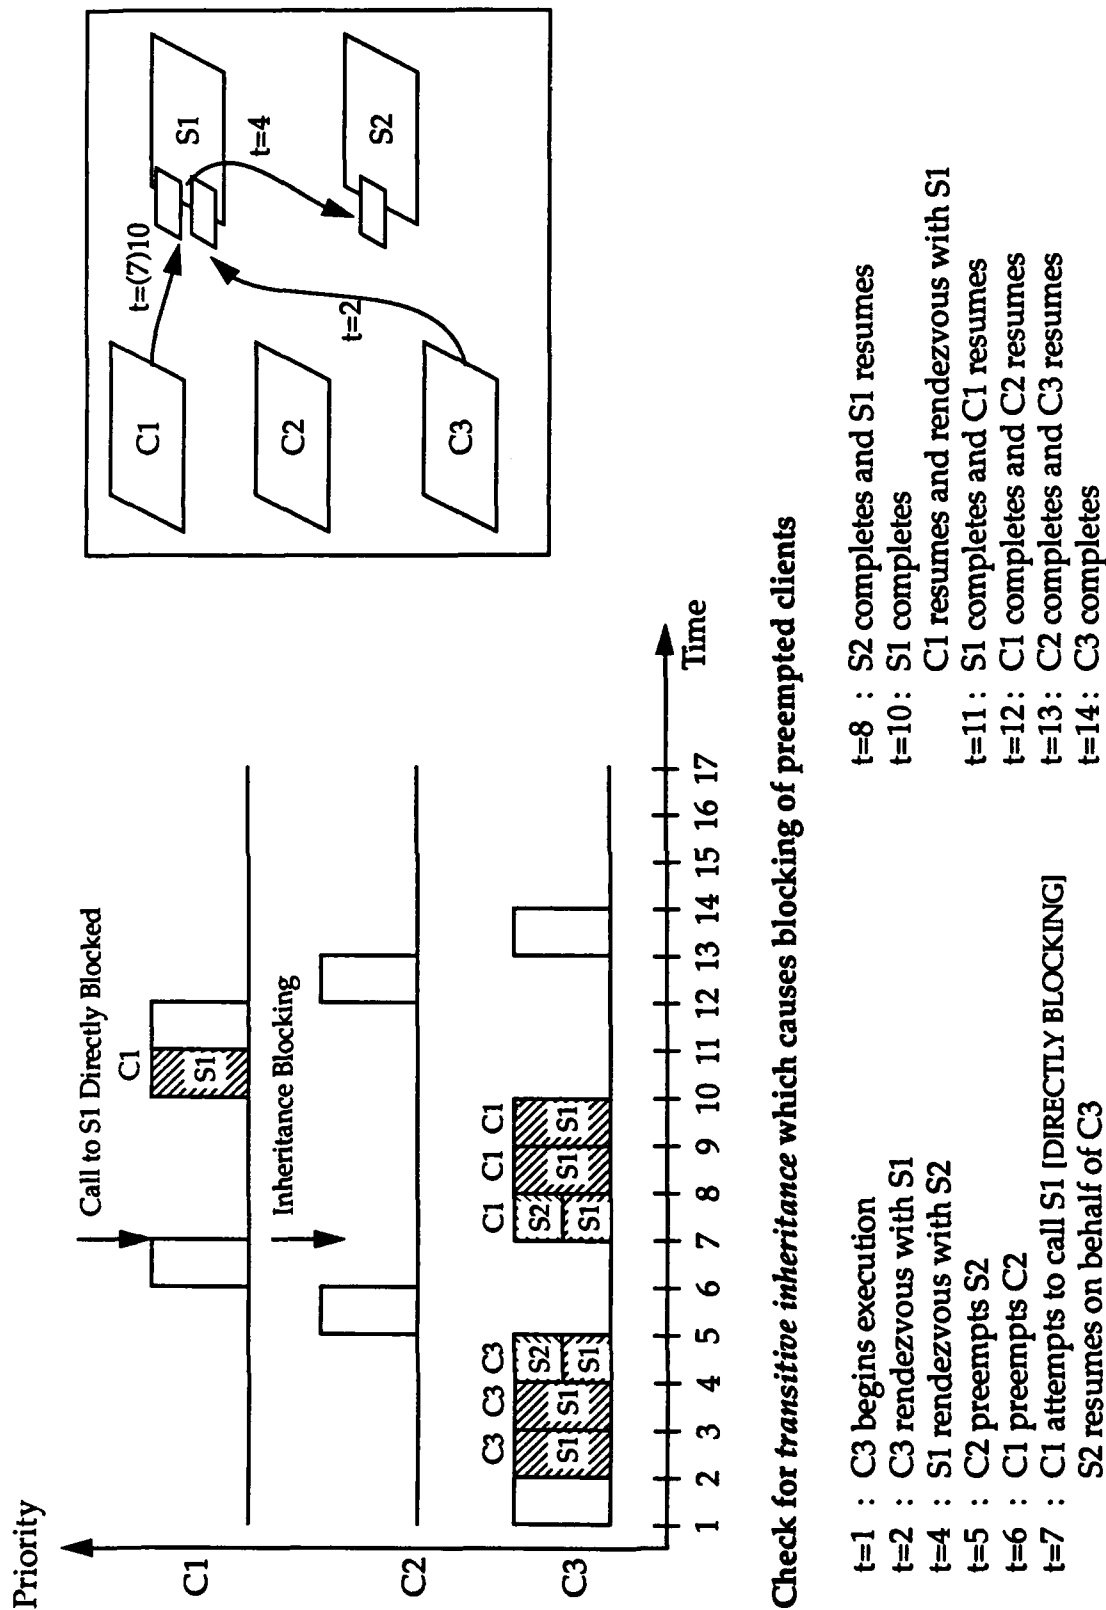 Priority
C1
C2
C3
Call to S1 Directly Blocked
C1
S1
Inheritance Blocking
C3 C3 C3 C1 C1 C1
S1 S1 S2 S1 S2 S1 S1 S1
1 2 3 4 5 6 7 8 9 10 11 12 13 14 15 16 17
Time
C1
C2
C3
t=(7)10
t=2
S1
t=4
S2
Check for transitive inheritance which causes blocking of preempted clients
t=1 : C3 begins execution
t=2 : C3 rendezvous with S1
t=4 : S1 rendezvous with S2
t=5 : C2 preempts S2
t=6 : C1 preempts C2
t=7 : C1 attempts to call S1 [DIRECTLY BLOCKING]
S2 resumes on behalf of C3
t=8 : S2 completes and S1 resumes
t=10 : S1 completes
C1 resumes and rendezvous with S1
t=11 : S1 completes and C1 resumes
t=12 : C1 completes and C2 resumes
t=13 : C2 completes and C3 resumes
t=14 : C3 completes